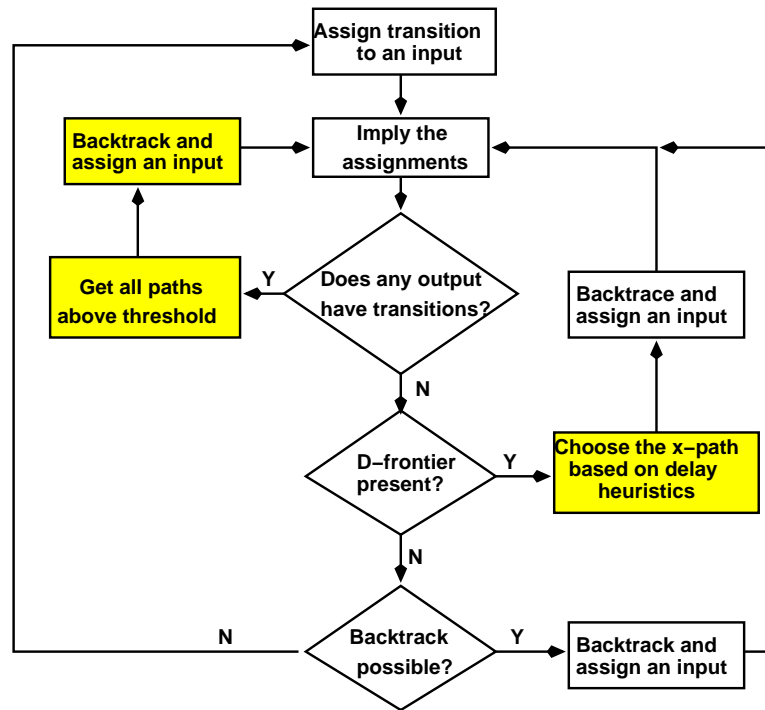 Assign transition
to an input
Backtrack and
assign an input
Imply the
assignments
Get all paths
above threshold
Y
Does any output
have transitions?
Backtrace and
assign an input
N
D−frontier
present?
Y
Choose the x−path
based on delay
heuristics
N
N
Backtrack
possible?
Y
Backtrack and
assign an input